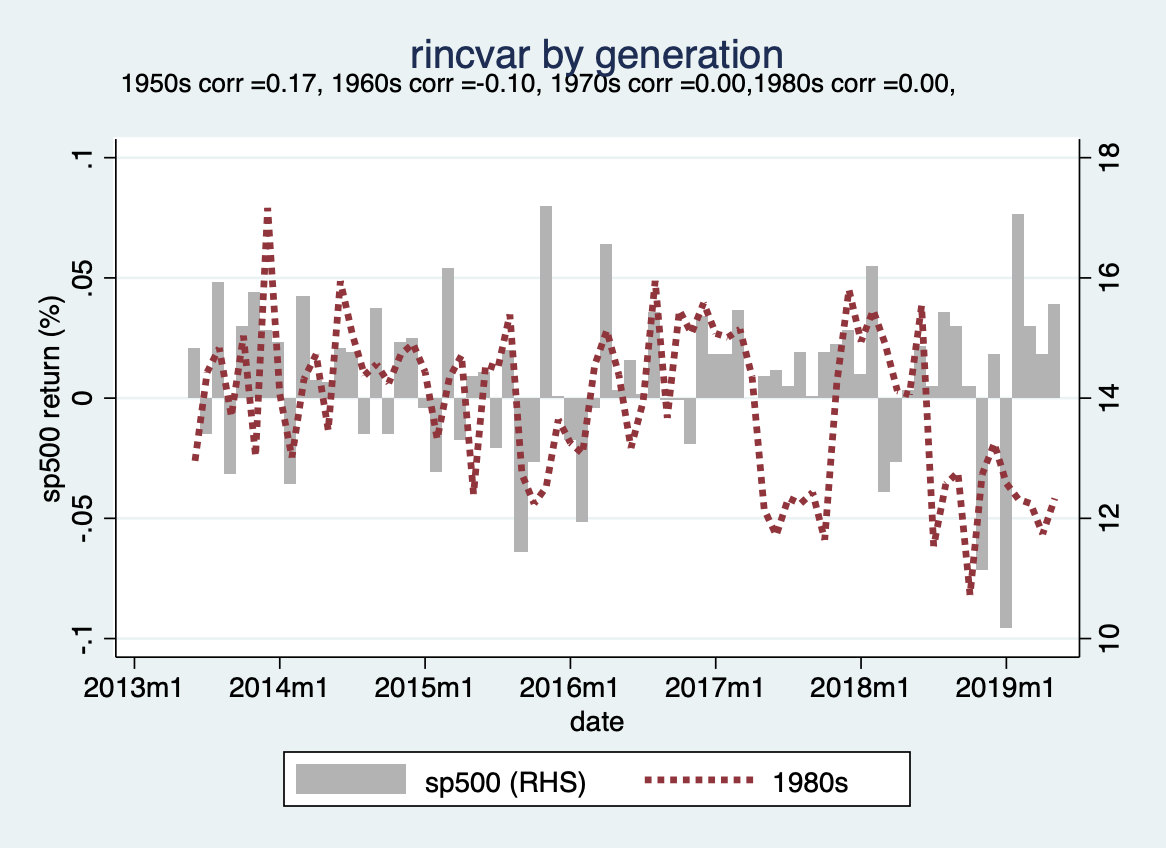 rincvar by generation
1950s corr =0.17, 1960s corr =-0.10, 1970s corr =0.00,1980s corr =0.00,
sp500 return (%)
.1
.05
0
-.05
-.1
18
16
14
12
10
2013m1 2014m1 2015m1 2016m1 2017m1 2018m1 2019m1
date
sp500 (RHS) 1980s